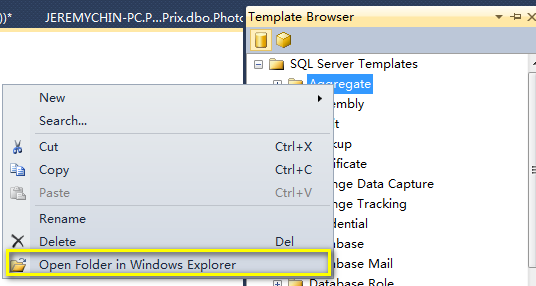 ))* JEREMYCHIN-PC.P...Prix.dbo.Photo
Template Browser
SQL Server Templates
Aggregate
New
Search...
Cut Ctrl+X
Copy Ctrl+C
Paste Ctrl+V
Rename
Delete Del
Open Folder in Windows Explorer
embly
it
kup
ificate
nge Data Capture
nge Tracking
dential
abase
abase Mail
Database Role